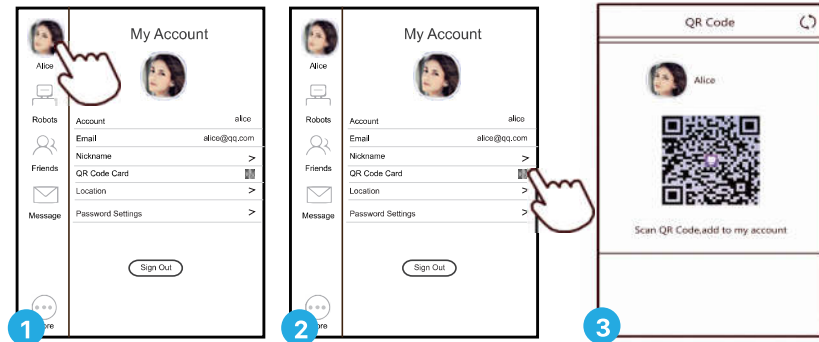 Alice
Robots
Friends
Message
ore
My Account
Account alice
Email alice@qq.com
Nickname >
QR Code Card
Location >
Password Settings >
Sign Out
1
Alice
Robots
Friends
Message
ore
My Account
Account alice
Email alice@qq.com
Nickname >
QR Code Card
Location >
Password Settings >
Sign Out
2
QR Code
Alice
Scan QR Code,add to my account
3